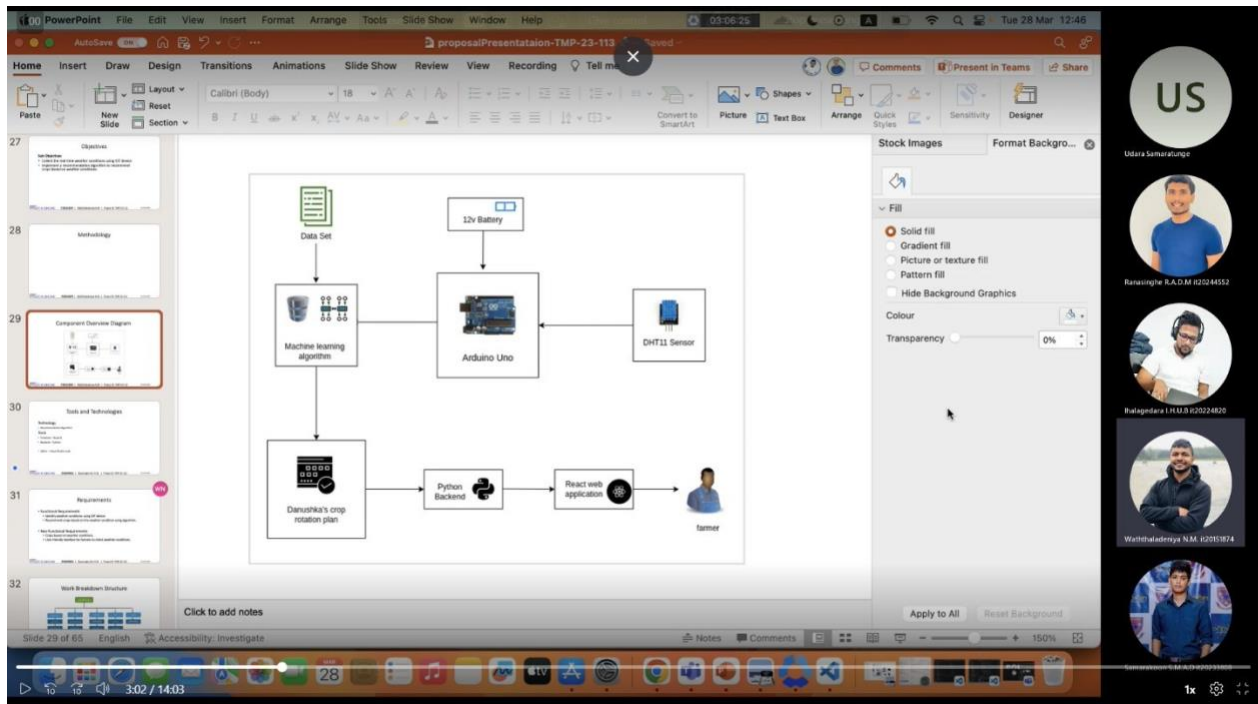 PowerPoint File Edit View Insert Format Arrange Tools Slide Show Window Help
03:06:25
Tue 28 Mar 12:46
AutoSave
proposalPresentataion-TMP-23-113
Home Insert Draw Design Transitions Animations Slide Show Review View Recording Tell me
Comments Present in Teams Share
Paste
New Slide
Layout
Reset
Section
Calibri (Body) 18
Convert to SmartArt
Picture
Shapes
Text Box
Arrange
Quick Styles
Sensitivity
Designer
27
Objectives
28
Methodology
29
Component Overview Diagram
30
Tools and Technologies
31
Requirements
WN
32
Work Breakdown Structure
Data Set
12v Battery
Machine learning
algorithm
Arduino Uno
DHT11 Sensor
Danushka's crop
rotation plan
Python
Backend
React web
application
farmer
Click to add notes
Stock Images Format Backgro...
Fill
Solid fill
Gradient fill
Picture or texture fill
Pattern fill
Hide Background Graphics
Colour
Transparency 0%
Apply to All Reset Background
Slide 29 of 65 English Accessibility: Investigate
Notes Comments 150%
28
tv
3:02 / 14:03
1x
US
Udara Samaratunge
Ranasinghe R.A.D.M it20244552
Ihalagedara I.H.U.B it20224820
Waththaladeniya N.M. it20151874